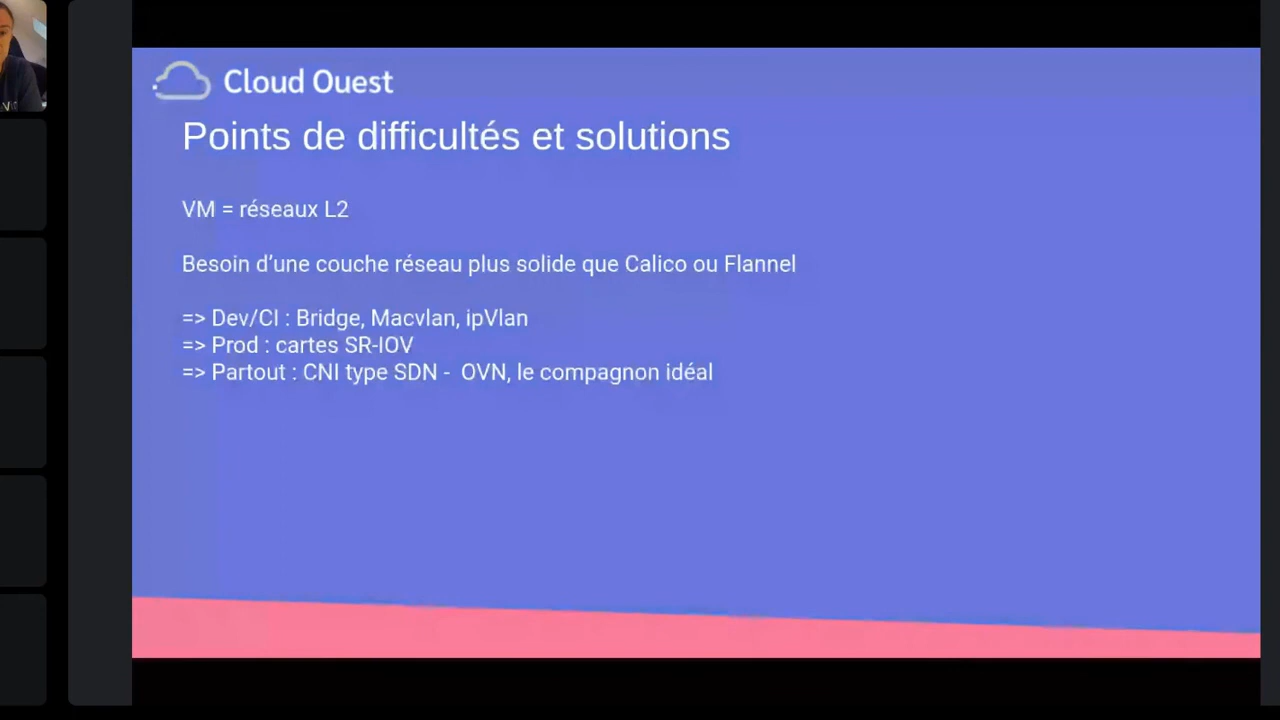 Cloud Ouest
Points de difficultés et solutions
VM = réseaux L2
Besoin d’une couche réseau plus solide que Calico ou Flannel
=> Dev/CI : Bridge, Macvlan, ipVlan
=> Prod : cartes SR-IOV
=> Partout : CNI type SDN -  OVN, le compagnon idéal